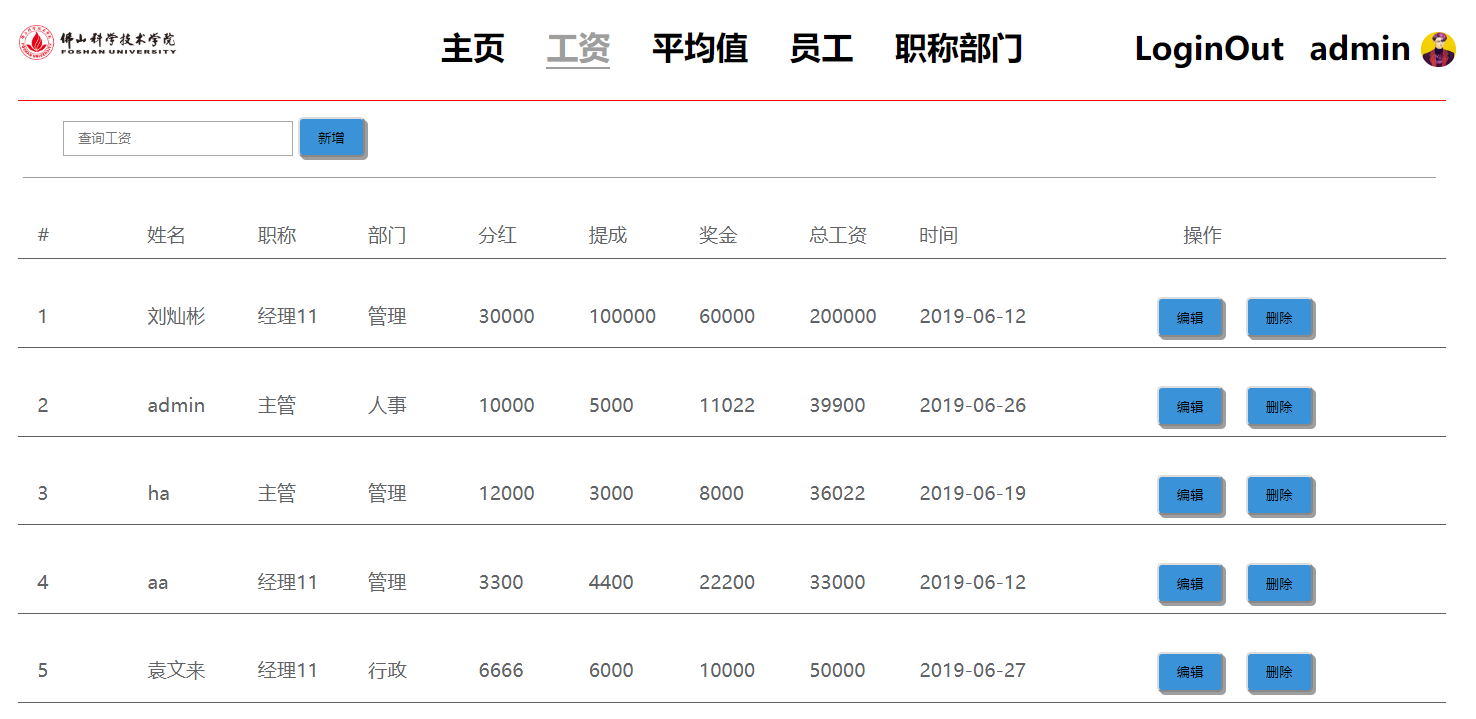 佛山科学技术学院
FOSHAN UNIVERSITY
主页 工资 平均值 员工 职称部门 LoginOut admin
查询工资 新增
# 姓名 职称 部门 分红 提成 奖金 总工资 时间 操作
1 刘灿彬 经理11 管理 30000 100000 60000 200000 2019-06-12 编辑 删除
2 admin 主管 人事 10000 5000 11022 39900 2019-06-26 编辑 删除
3 ha 主管 管理 12000 3000 8000 36022 2019-06-19 编辑 删除
4 aa 经理11 管理 3300 4400 22200 33000 2019-06-12 编辑 删除
5 袁文来 经理11 行政 6666 6000 10000 50000 2019-06-27 编辑 删除